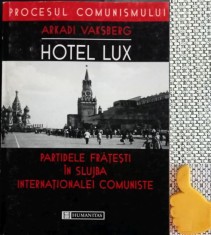 PROCESUL COMUNISMULUI
ARKADI VAKSBERG
HOTEL LUX
PARTIDELE FRĂȚEȘTI
ÎN SLUJBA
INTERNAȚIONALEI COMUNISTE
HUMANITAS